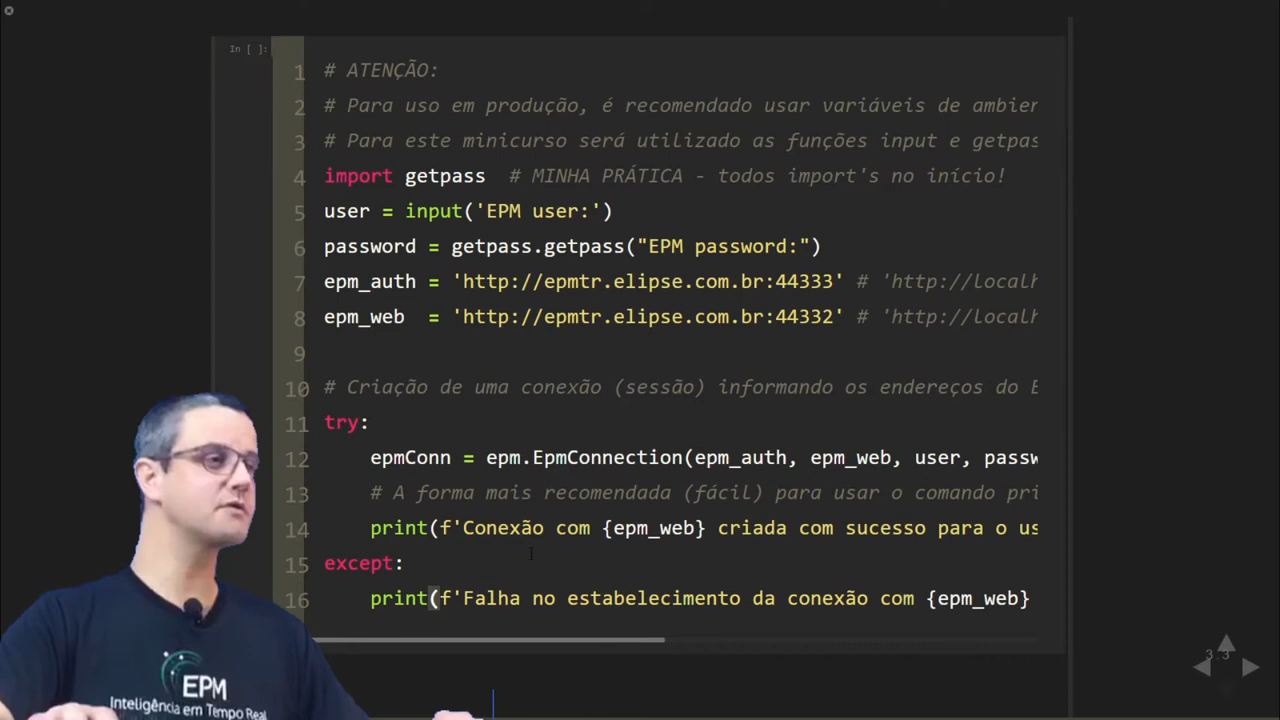 In [ ]:
1 # ATENÇÃO:
2 # Para uso em produção, é recomendado usar variáveis de ambien
3 # Para este minicurso será utilizado as funções input e getpas
4 import getpass  # MINHA PRÁTICA - todos import's no início!
5 user = input('EPM user:')
6 password = getpass.getpass("EPM password:")
7 epm_auth = 'http://epmtr.elipse.com.br:44333' # 'http://localh
8 epm_web  = 'http://epmtr.elipse.com.br:44332' # 'http://localh
9
10 # Criação de uma conexão (sessão) informando os endereços do E
11 try:
12     epmConn = epm.EpmConnection(epm_auth, epm_web, user, passw
13     # A forma mais recomendada (fácil) para usar o comando pri
14     print(f'Conexão com {epm_web} criada com sucesso para o us
15 except:
16     print(f'Falha no estabelecimento da conexão com {epm_web}
3.3
EPM
Inteligência em Tempo Real